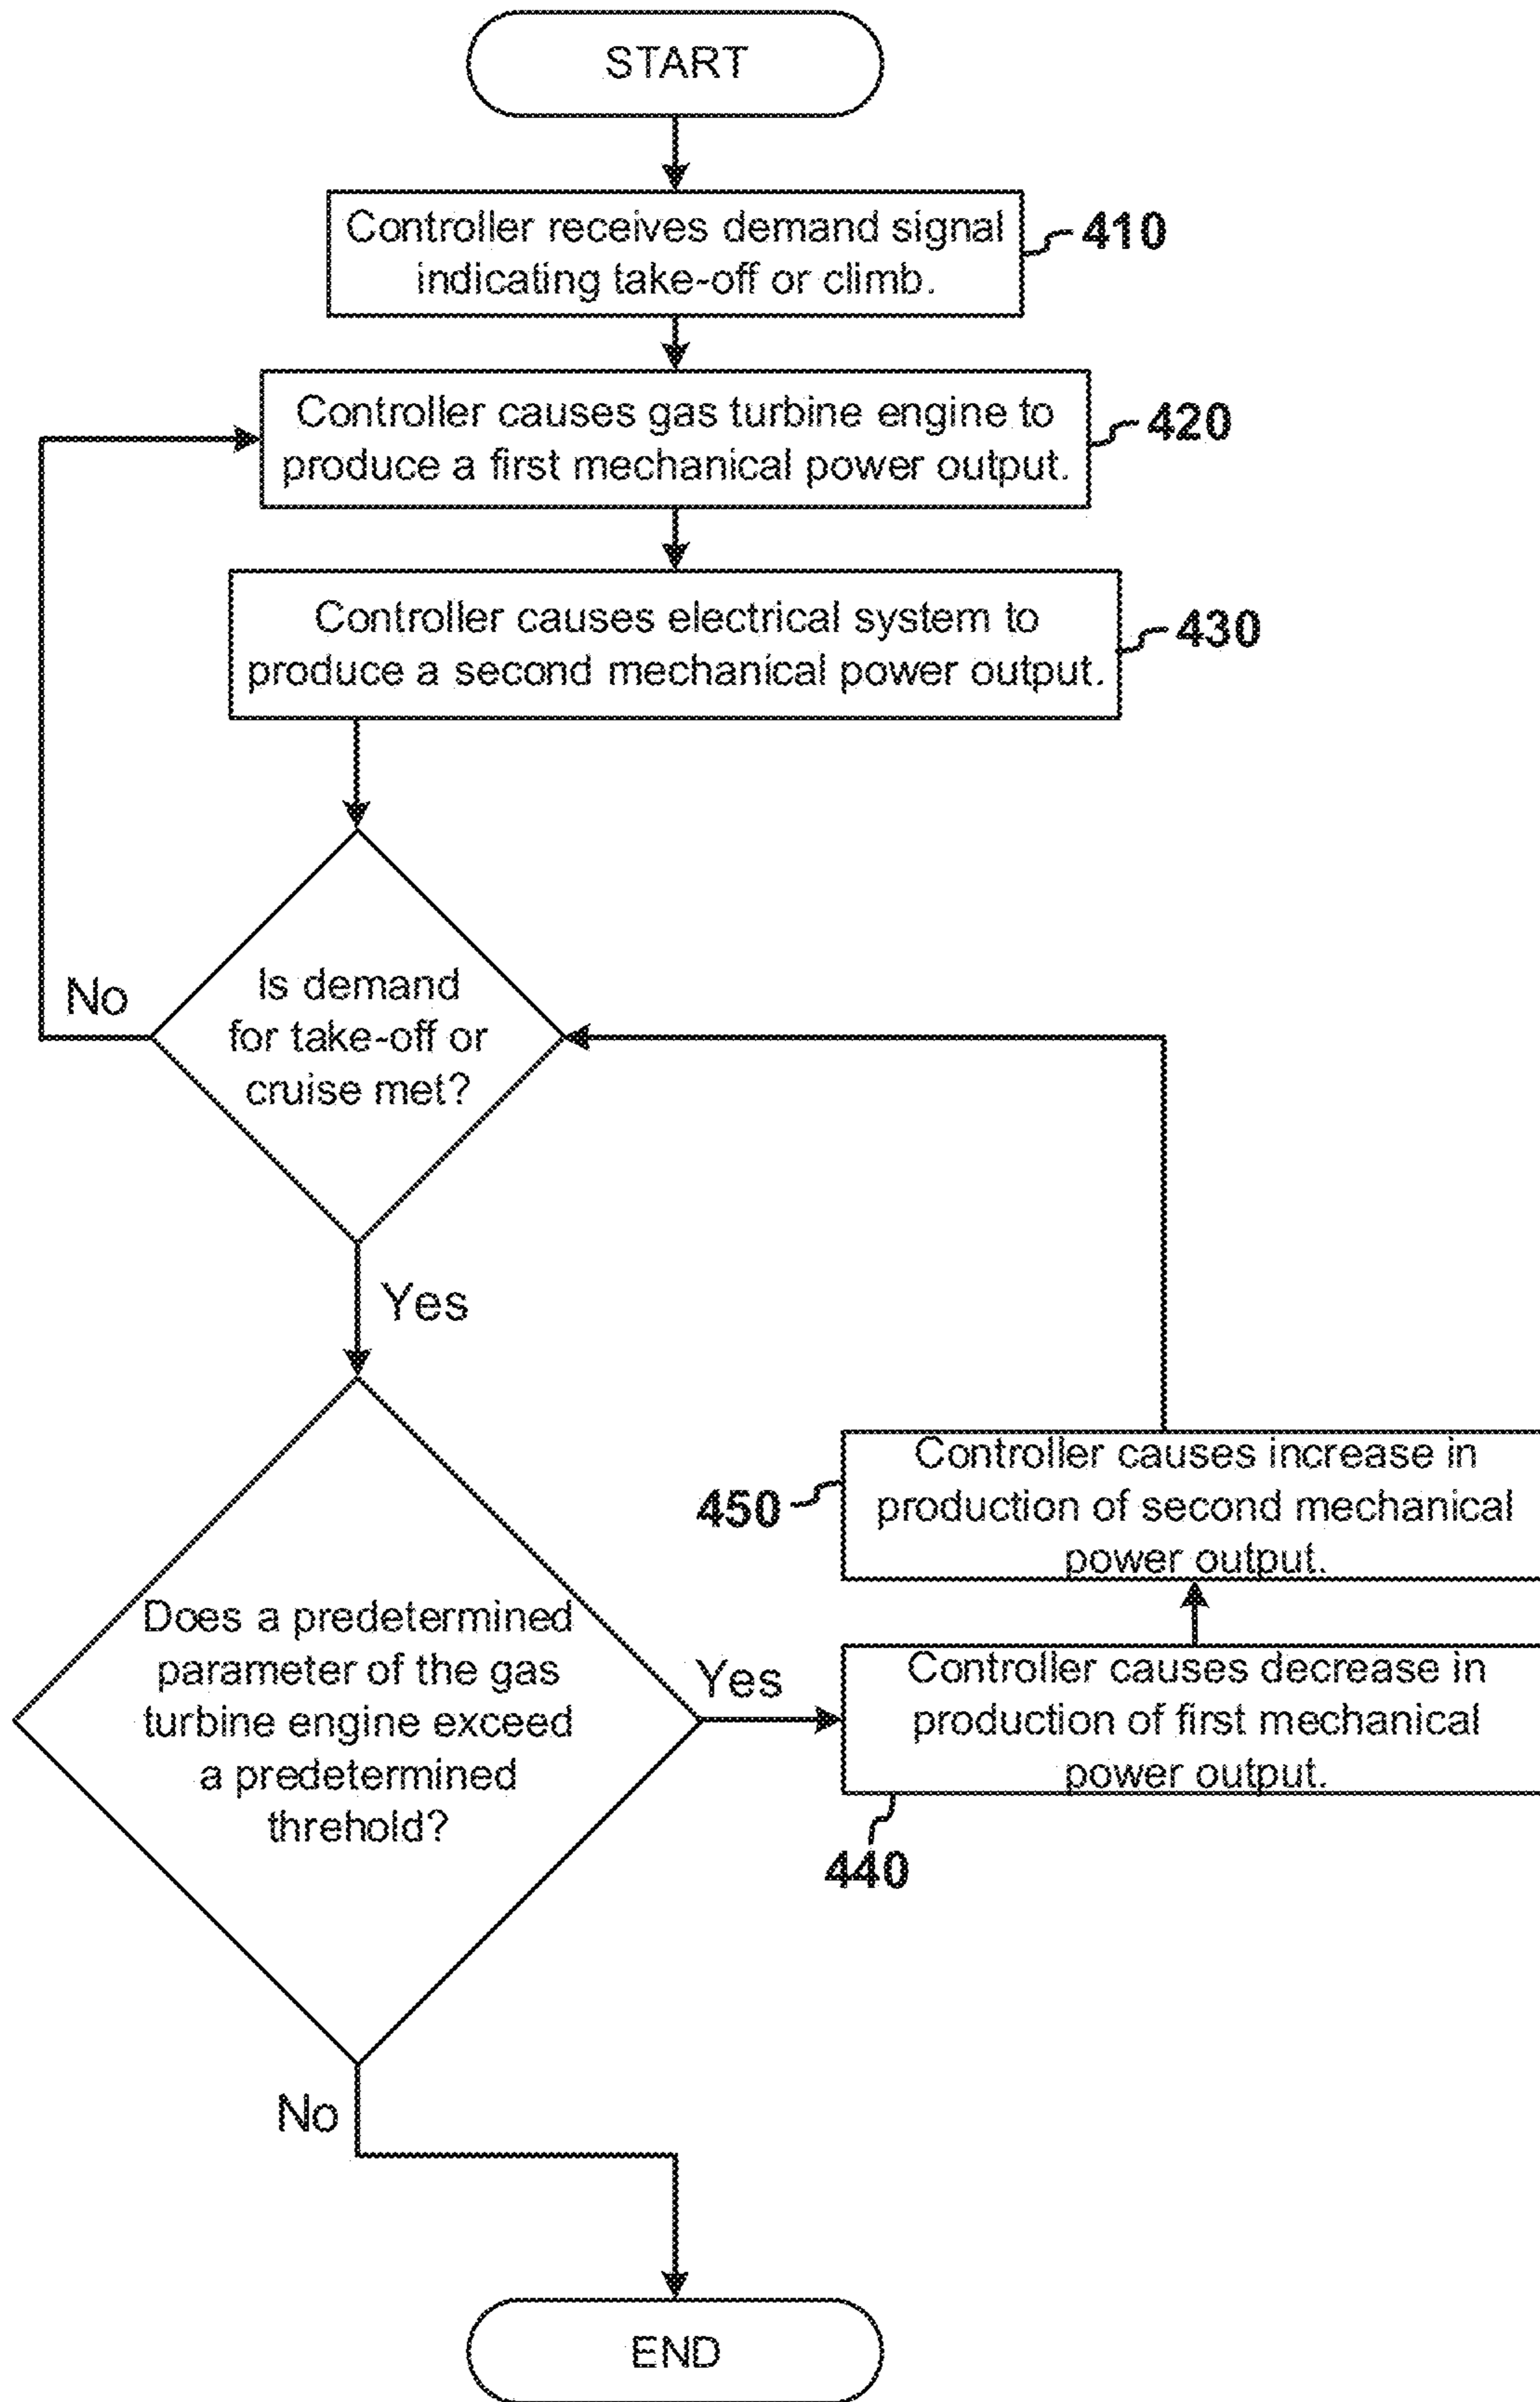 START
Controller receives demand signal
indicating take-off or climb.
410
Controller causes gas turbine engine to
produce a first mechanical power output.
420
Controller causes electrical system to
produce a second mechanical power output.
430
No
Is demand
for take-off or
cruise met?
Yes
450
Controller causes increase in
production of second mechanical
power output.
Does a predetermined
parameter of the gas
turbine engine exceed
a predetermined
threhold?
Yes
Controller causes decrease in
production of first mechanical
power output.
440
No
END